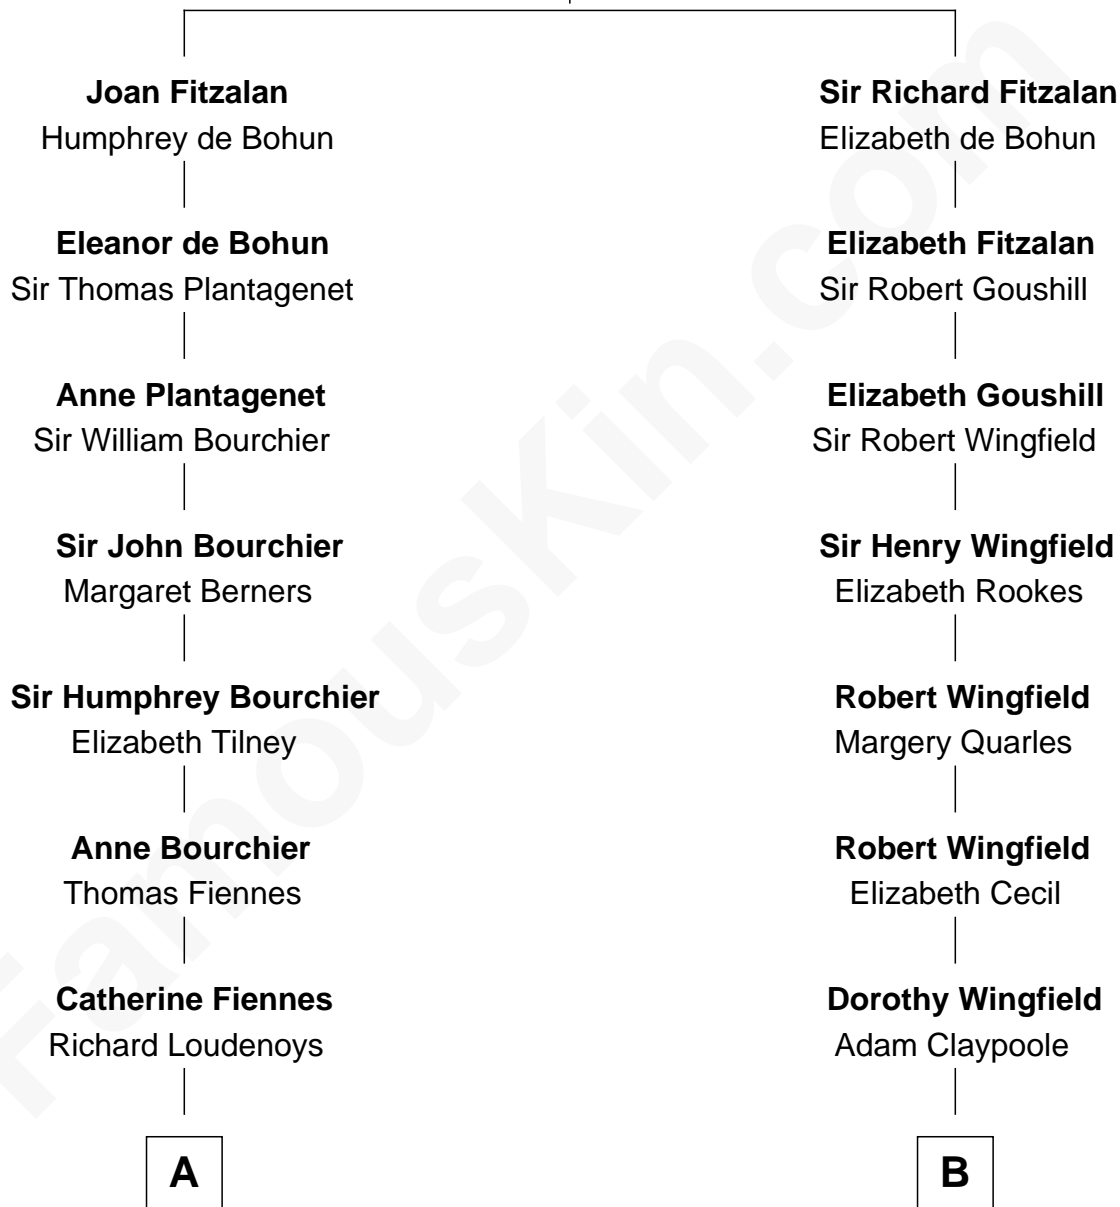 Joan Fitzalan
Humphrey de Bohun
Eleanor de Bohun
Sir Thomas Plantagenet
Anne Plantagenet
Sir William Bourchier
Sir John Bourchier
Margaret Berners
Sir Humphrey Bourchier
Elizabeth Tilney
Anne Bourchier
Thomas Fiennes
Catherine Fiennes
Richard Loudenoys
A
Sir Richard Fitzalan
Elizabeth de Bohun
Elizabeth Fitzalan
Sir Robert Goushill
Elizabeth Goushill
Sir Robert Wingfield
Sir Henry Wingfield
Elizabeth Rookes
Robert Wingfield
Margery Quarles
Robert Wingfield
Elizabeth Cecil
Dorothy Wingfield
Adam Claypoole
B
FamousKin.com